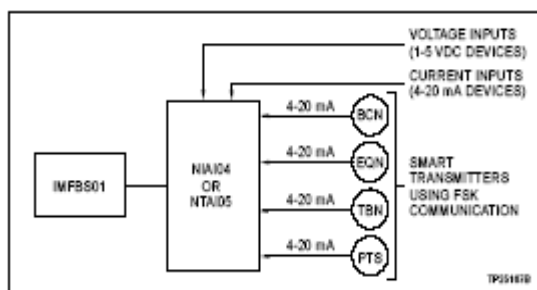 VOLTAGE INPUTS
(1-5 VDC DEVICES)
CURRENT INPUTS
(4-20 mA DEVICES)
4-20 mA
BCN
4-20 mA
EQN
4-20 mA
TBN
4-20 mA
PTS
IMFBS01
NIAI04
OR
NTAI05
SMART
TRANSMITTERS
USING FSK
COMMUNICATION